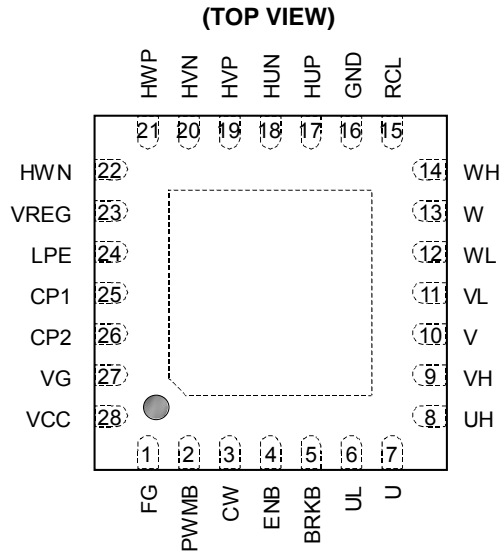 (TOP VIEW)
HWP HVN HVP HUN HUP GND RCL
21 20 19 18 17 16 15
HWN 22 14 WH
VREG 23 13 W
LPE 24 12 WL
CP1 25 11 VL
CP2 26 10 V
VG 27 9 VH
VCC 28 8 UH
1 2 3 4 5 6 7
FG PWMB CW ENB BRKB UL U